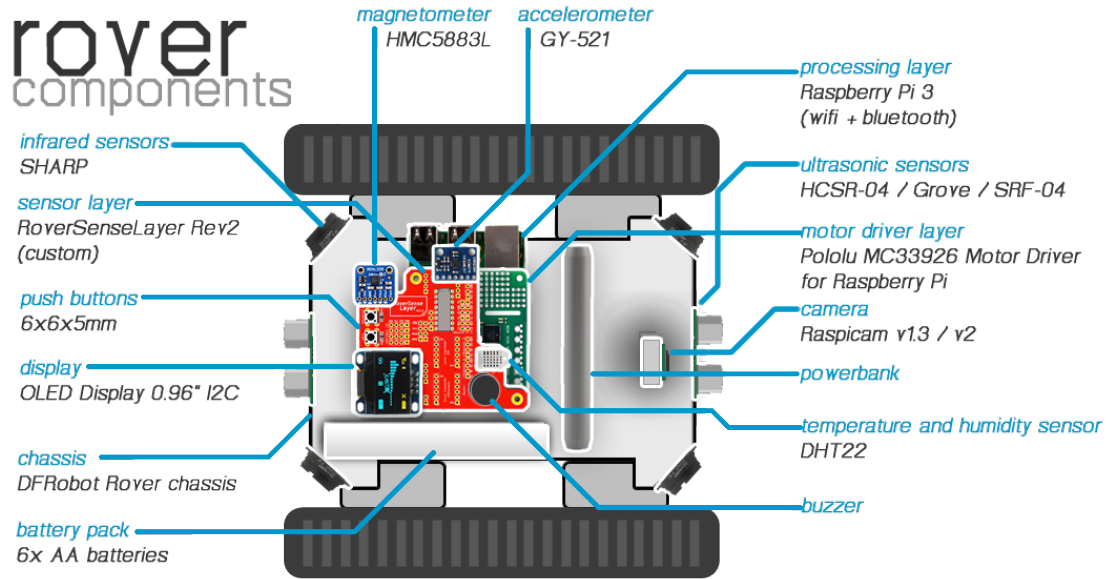 rover
components
magnetometer
HMC5883L
accelerometer
GY-521
infrared sensors
SHARP
sensor layer
RoverSenseLayer Rev2
(custom)
push buttons
6x6x5mm
display
OLED Display 0.96" I2C
chassis
DFRobot Rover chassis
battery pack
6x AA batteries
processing layer
Raspberry Pi 3
(wifi + bluetooth)
ultrasonic sensors
HCSR-04 / Grove / SRF-04
motor driver layer
Pololu MC33926 Motor Driver
for Raspberry Pi
camera
Raspicam v1.3 / v2
powerbank
temperature and humidity sensor
DHT22
buzzer
RoverSense
Layer